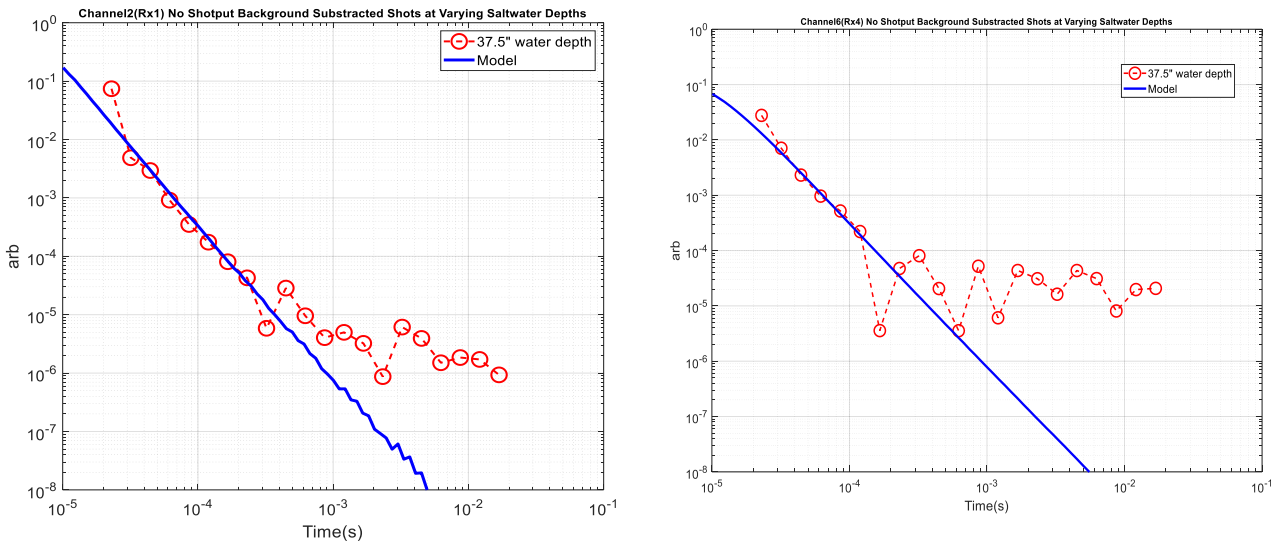 Channel2(Rx1) No Shotput Background Substracted Shots at Varying Saltwater Depths
37.5" water depth
Model
10^0
10^-1
10^-2
10^-3
10^-4
10^-5
10^-6
10^-7
10^-8
arb
10^-5
10^-4
10^-3
10^-2
10^-1
Time(s)
Channel6(Rx4) No Shotput Background Substracted Shots at Varying Saltwater Depths
37.5" water depth
Model
10^0
10^-1
10^-2
10^-3
10^-4
10^-5
10^-6
10^-7
10^-8
arb
10^-5
10^-4
10^-3
10^-2
10^-1
Time(s)